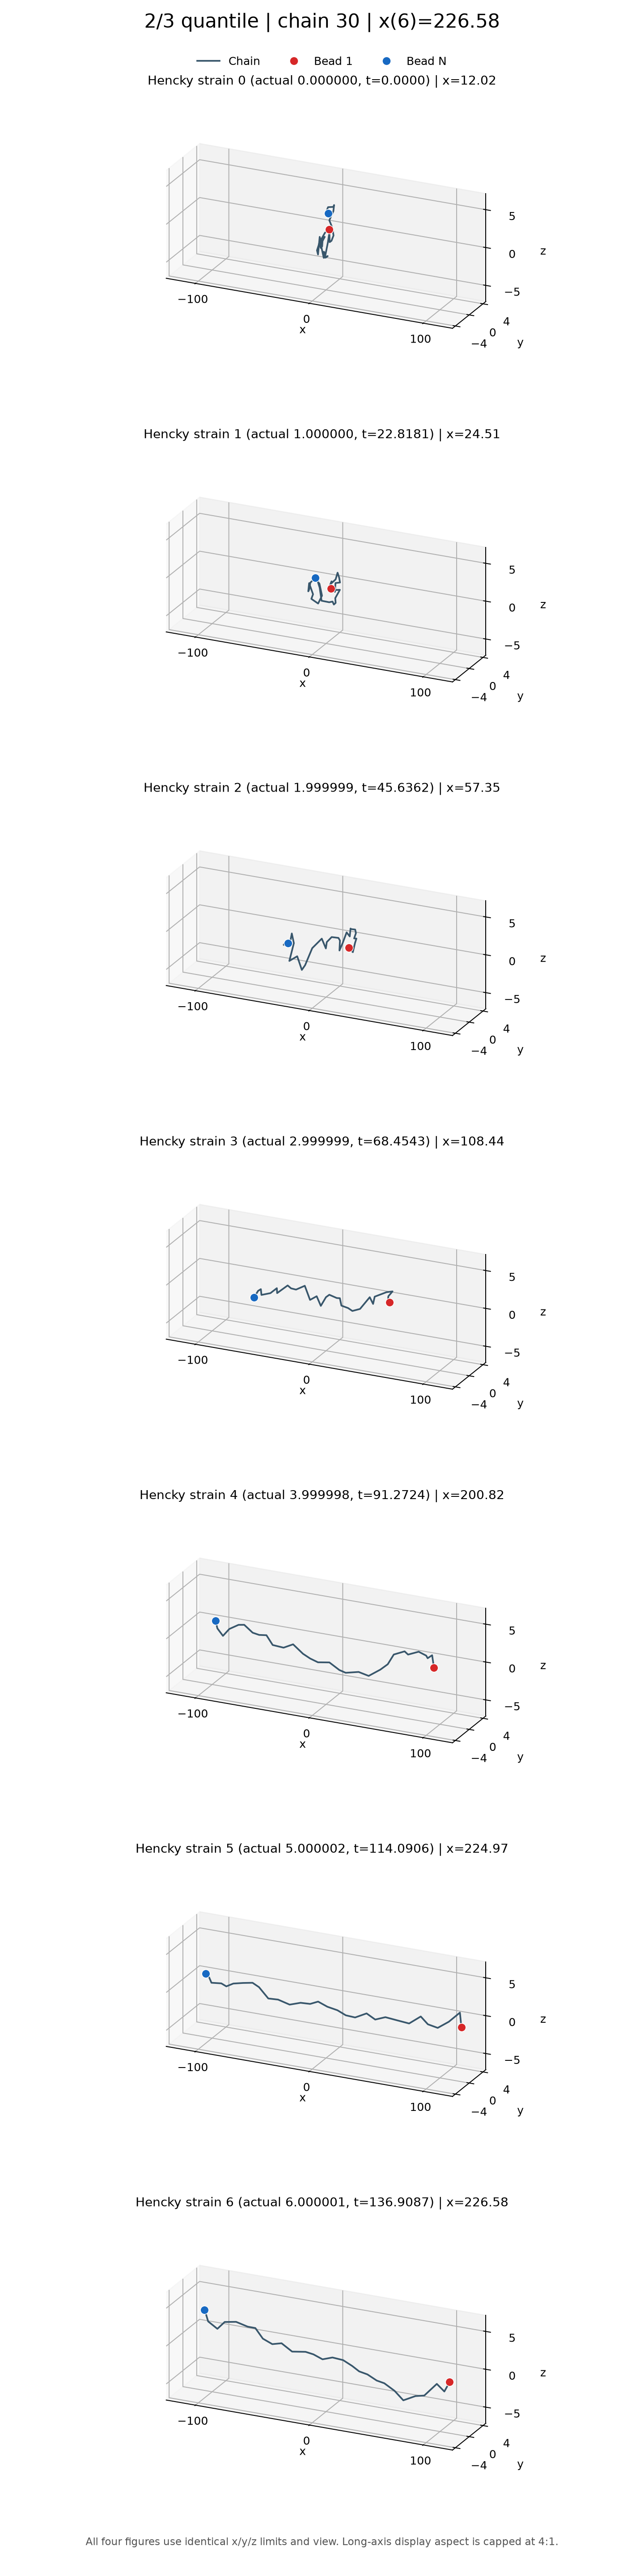 2/3 quantile | chain 30 | x(6)=226.58
Chain Bead 1 Bead N
Hencky strain 0 (actual 0.000000, t=0.0000) | x=12.02
5
0
−5
z
−100
0
100
x
−4
0
4
y
Hencky strain 1 (actual 1.000000, t=22.8181) | x=24.51
5
0
−5
z
−100
0
100
x
−4
0
4
y
Hencky strain 2 (actual 1.999999, t=45.6362) | x=57.35
5
0
−5
z
−100
0
100
x
−4
0
4
y
Hencky strain 3 (actual 2.999999, t=68.4543) | x=108.44
5
0
−5
z
−100
0
100
x
−4
0
4
y
Hencky strain 4 (actual 3.999998, t=91.2724) | x=200.82
5
0
−5
z
−100
0
100
x
−4
0
4
y
Hencky strain 5 (actual 5.000002, t=114.0906) | x=224.97
5
0
−5
z
−100
0
100
x
−4
0
4
y
Hencky strain 6 (actual 6.000001, t=136.9087) | x=226.58
5
0
−5
z
−100
0
100
x
−4
0
4
y
All four figures use identical x/y/z limits and view. Long-axis display aspect is capped at 4:1.